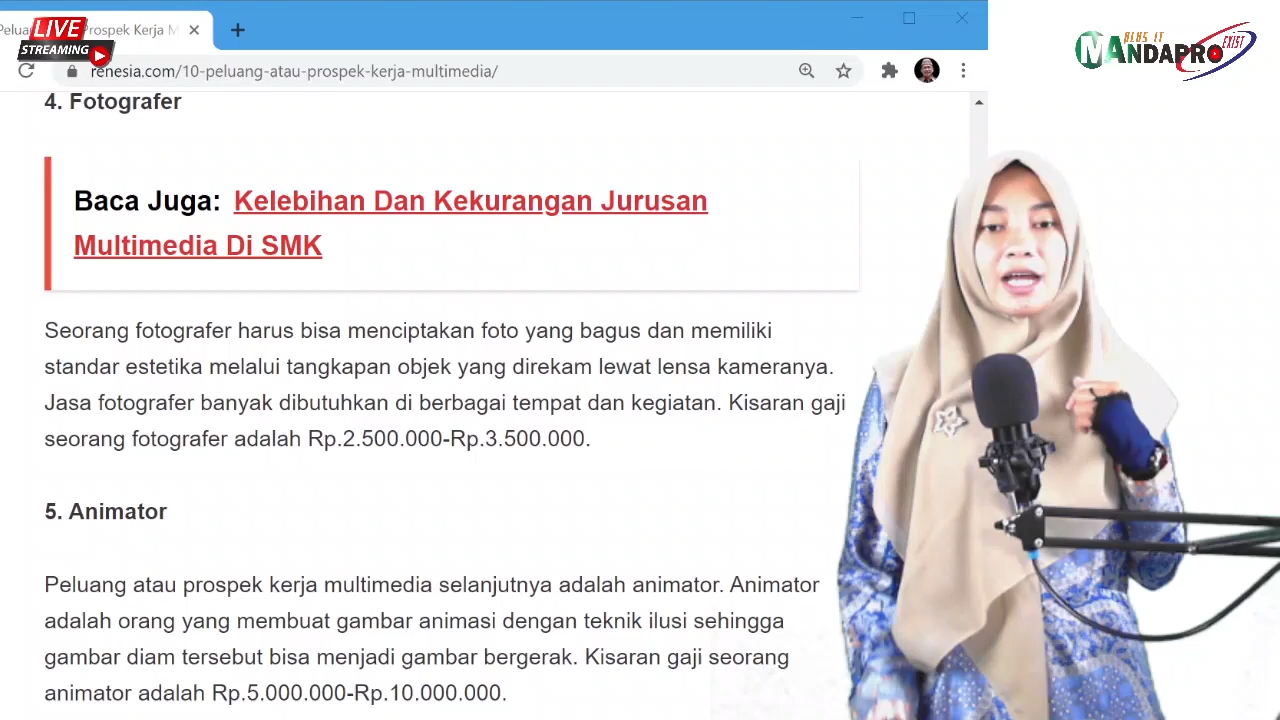 Prospek Kerja M
LIVE
STREAMING
renesia.com/10-peluang-atau-prospek-kerja-multimedia/
BLUS IT
MANDAPRO
EXIST
4. Fotografer
Baca Juga: Kelebihan Dan Kekurangan Jurusan
Multimedia Di SMK
Seorang fotografer harus bisa menciptakan foto yang bagus dan memiliki
standar estetika melalui tangkapan objek yang direkam lewat lensa kameranya.
Jasa fotografer banyak dibutuhkan di berbagai tempat dan kegiatan. Kisaran gaji
seorang fotografer adalah Rp.2.500.000-Rp.3.500.000.
5. Animator
Peluang atau prospek kerja multimedia selanjutnya adalah animator. Animator
adalah orang yang membuat gambar animasi dengan teknik ilusi sehingga
gambar diam tersebut bisa menjadi gambar bergerak. Kisaran gaji seorang
animator adalah Rp.5.000.000-Rp.10.000.000.